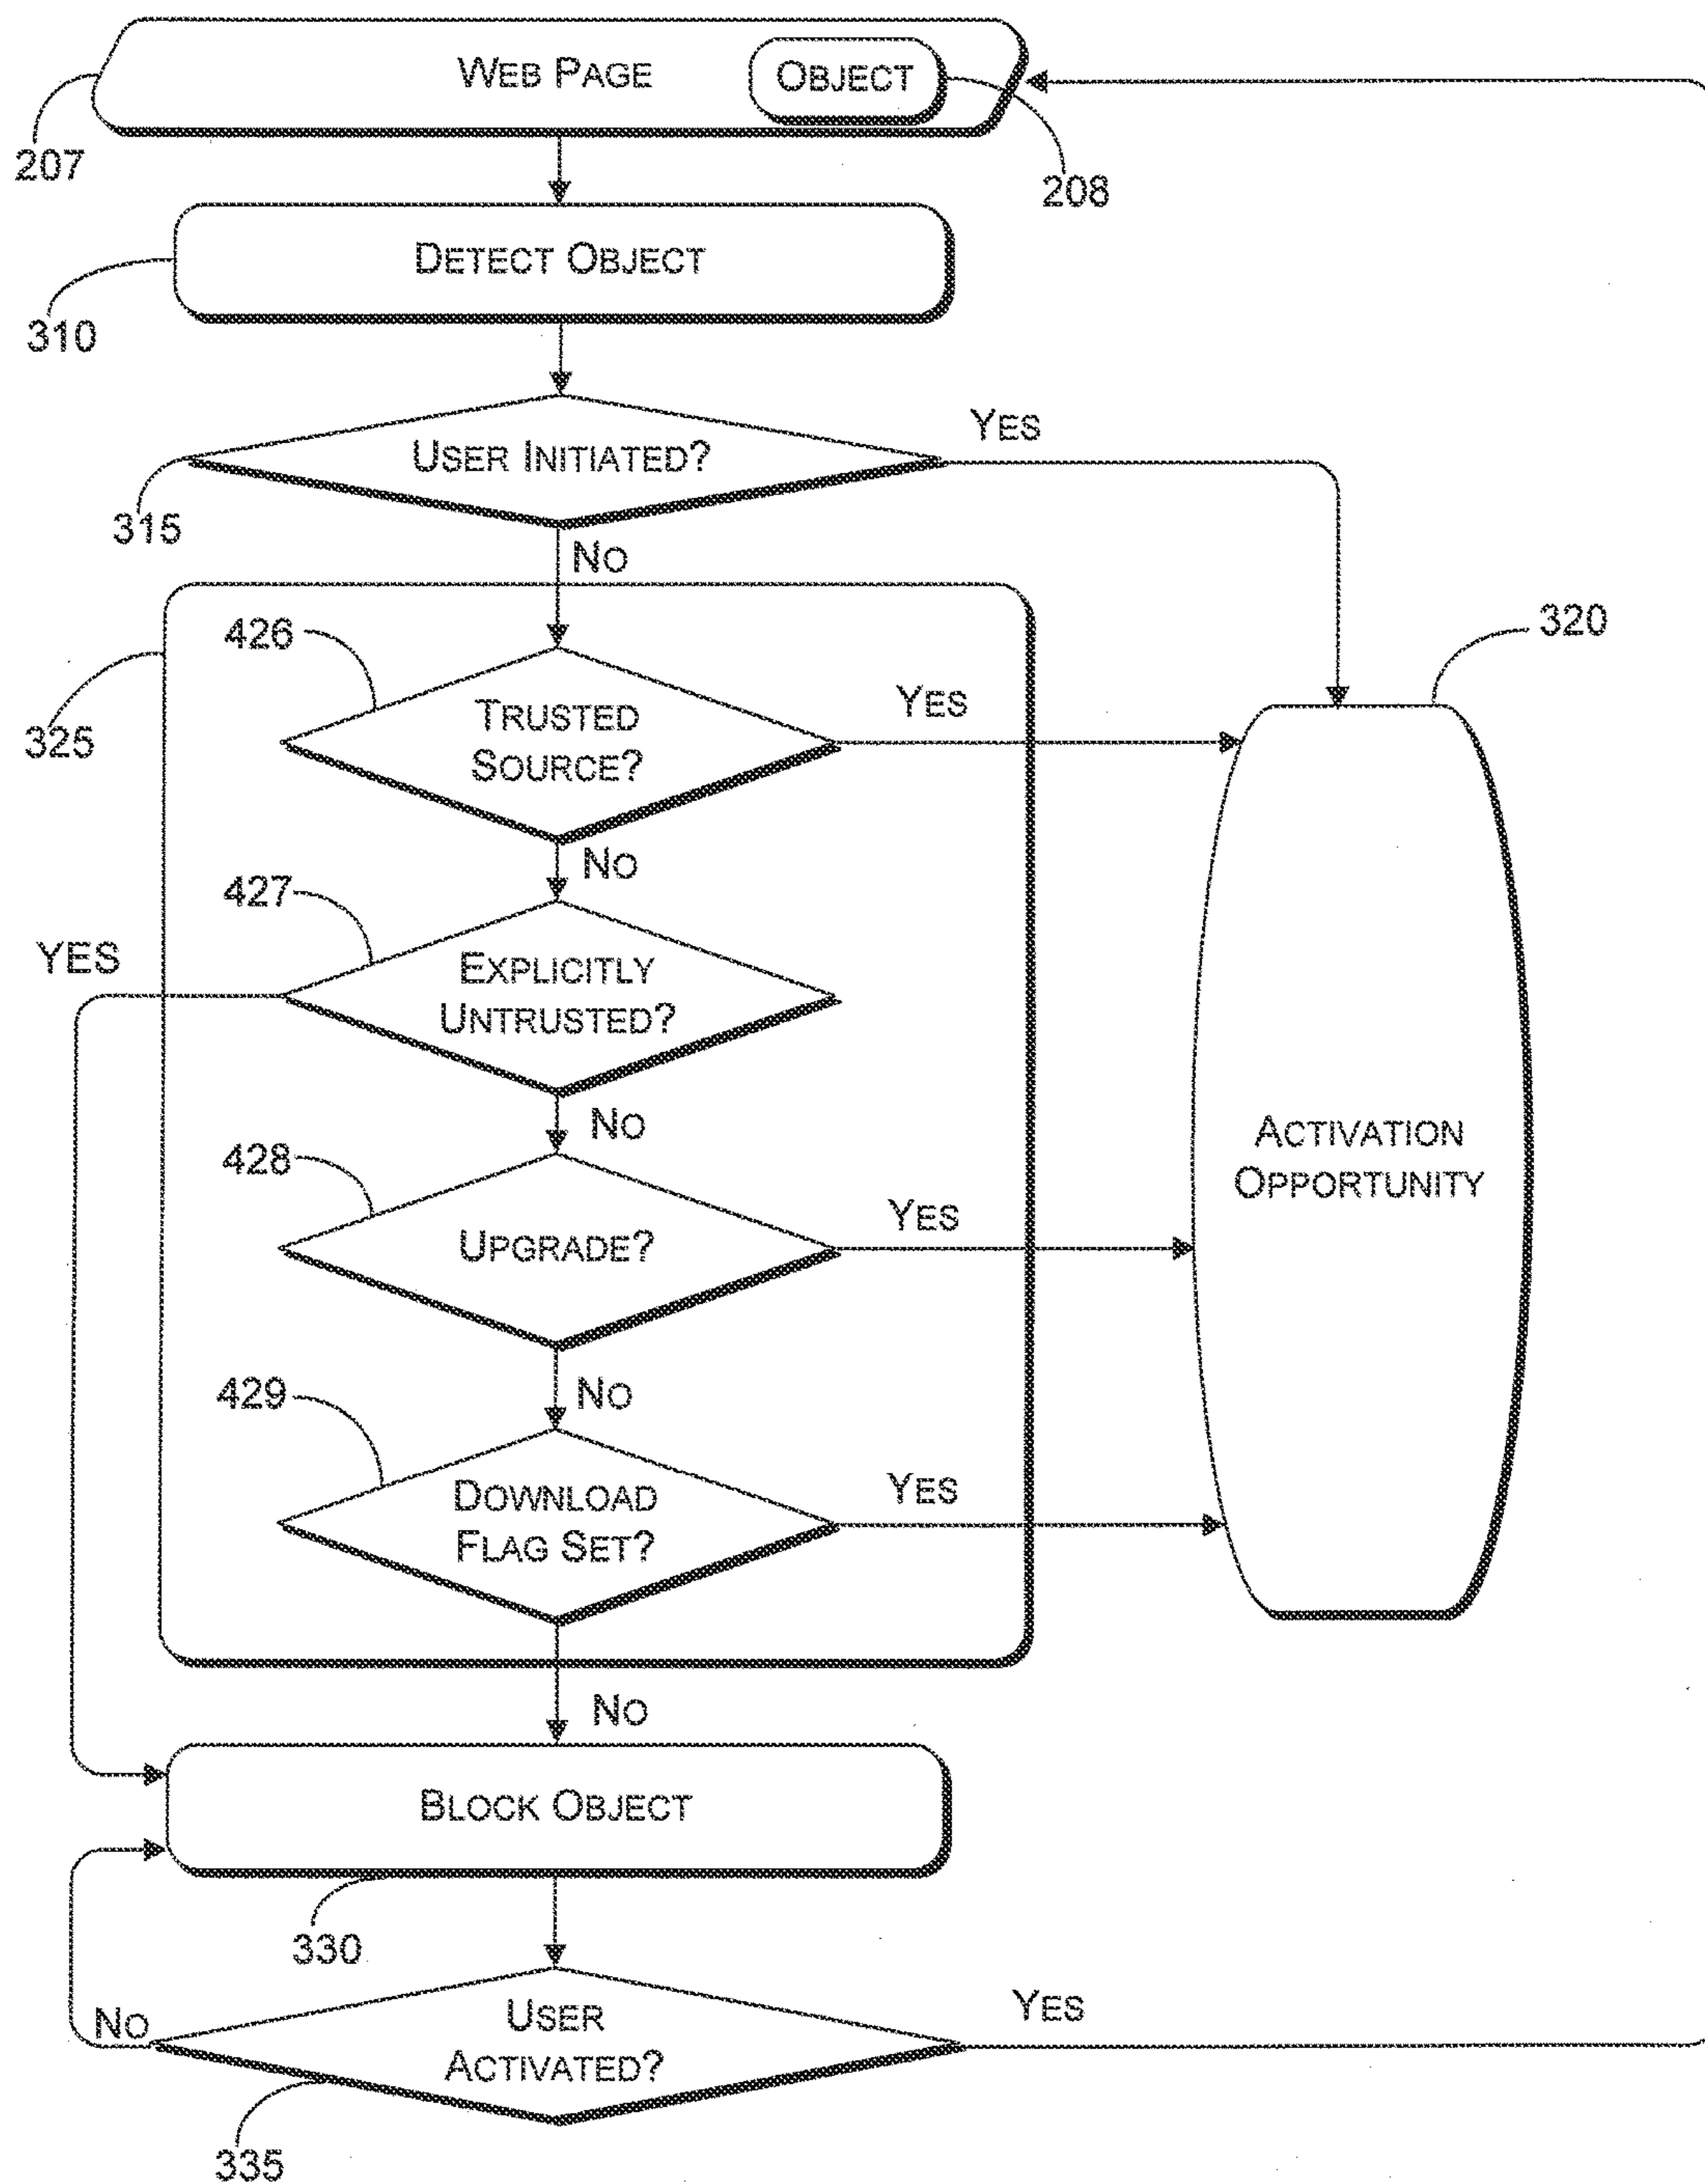 WEB PAGE
OBJECT
207
208
DETECT OBJECT
310
USER INITIATED?
YES
315
NO
426
320
TRUSTED
SOURCE?
YES
325
NO
427
YES
EXPLICITLY
UNTRUSTED?
NO
428
UPGRADE?
YES
ACTIVATION
OPPORTUNITY
NO
429
DOWNLOAD
FLAG SET?
YES
NO
BLOCK OBJECT
330
USER
ACTIVATED?
NO
YES
335